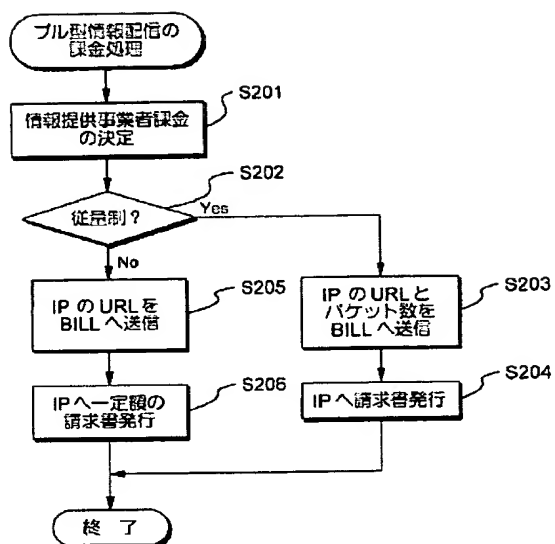 プル型情報配信の
課金処理
S201
情報提供事業者課金
の決定
S202
従量制？
Yes
No
S205
IP のURLを
BILLへ送信
S203
IP のURLと
パケット数を
BILLへ送信
S206
IPへ一定額の
請求書発行
S204
IPへ請求書発行
終 了